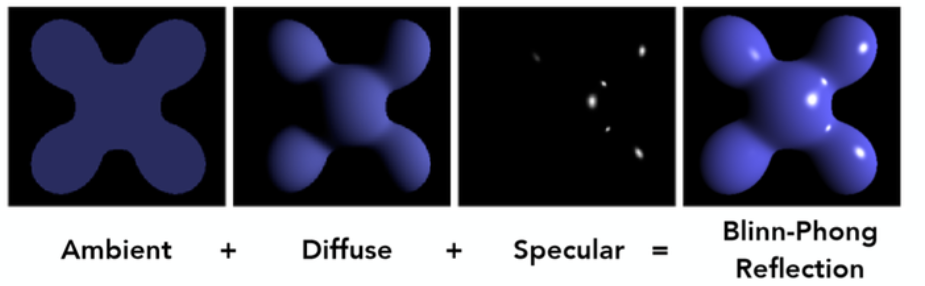 Ambient + Diffuse + Specular = Blinn-Phong
Reflection